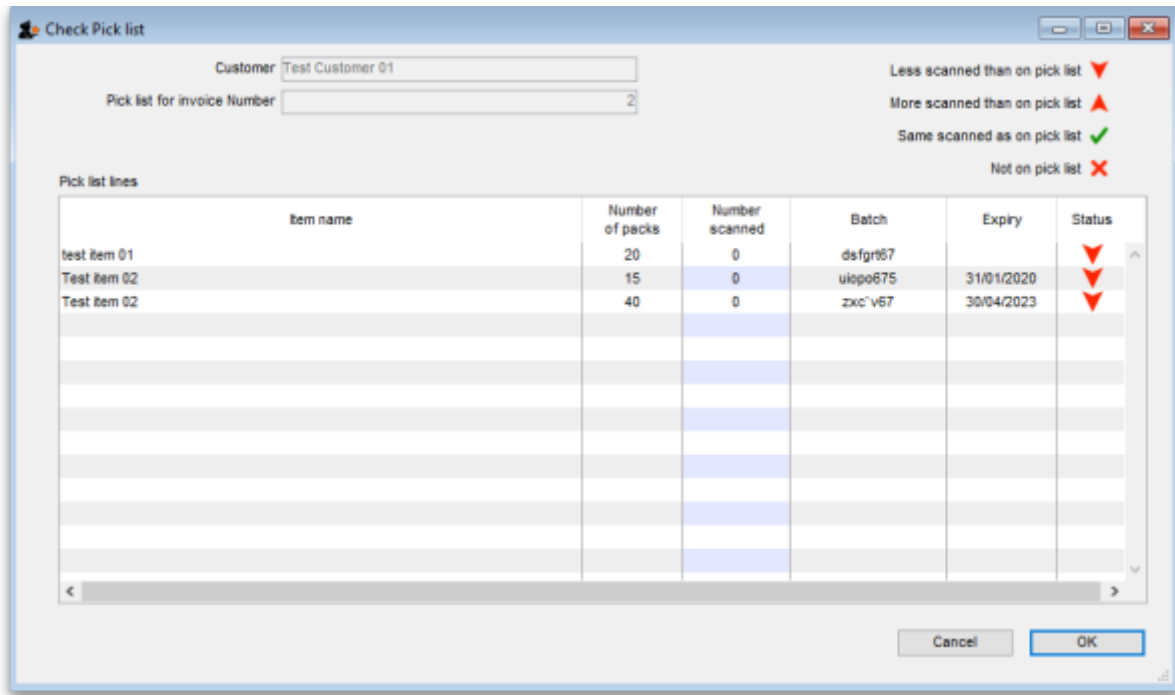 Check Pick list
Customer Test Customer 01
Pick list for invoice Number 2
Less scanned than on pick list
More scanned than on pick list
Same scanned as on pick list
Not on pick list
Pick list lines
Item name Number of packs Number scanned Batch Expiry Status
test item 01 20 0 dsfgrt67
Test item 02 15 0 uiopo675 31/01/2020
Test item 02 40 0 zxc`v67 30/04/2023
Cancel OK